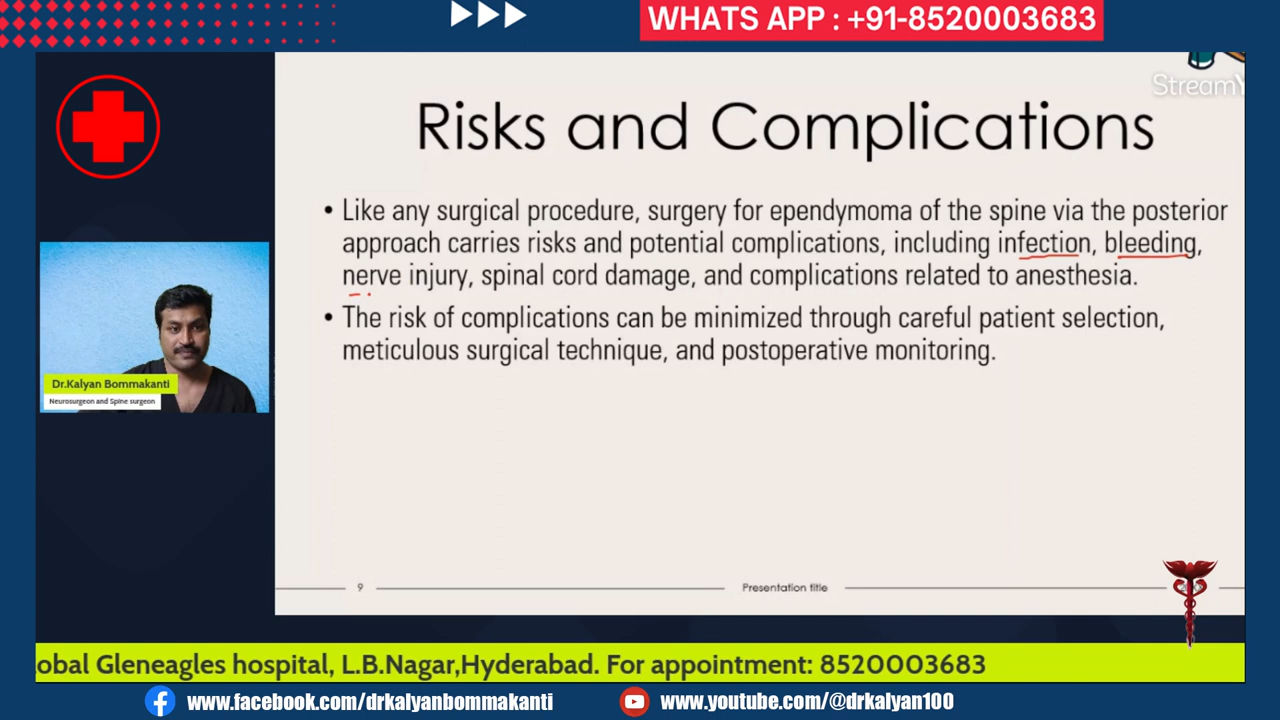 WHATS APP : +91-8520003683
Risks and Complications
• Like any surgical procedure, surgery for ependymoma of the spine via the posterior
approach carries risks and potential complications, including infection, bleeding,
nerve injury, spinal cord damage, and complications related to anesthesia.
• The risk of complications can be minimized through careful patient selection,
meticulous surgical technique, and postoperative monitoring.
Dr.Kalyan Bommakanti
Neurosurgeon and Spine surgeon
9
Presentation title
obal Gleneagles hospital, L.B.Nagar,Hyderabad. For appointment: 8520003683
www.facebook.com/drkalyanbommakanti
www.youtube.com/@drkalyan100